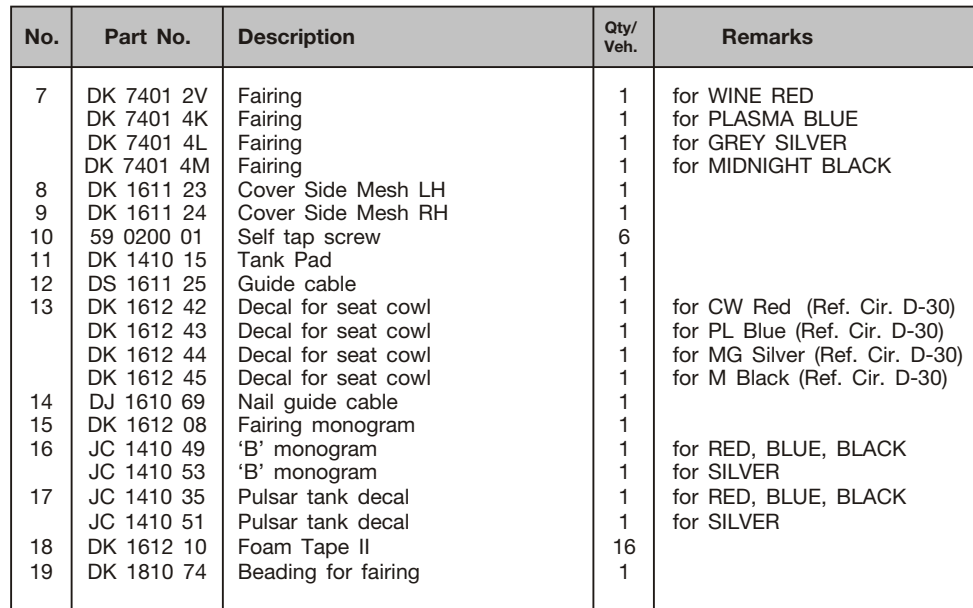 No. Part No. Description Qty/ Veh. Remarks
7 DK 7401 2V Fairing 1 for WINE RED
DK 7401 4K Fairing 1 for PLASMA BLUE
DK 7401 4L Fairing 1 for GREY SILVER
DK 7401 4M Fairing 1 for MIDNIGHT BLACK
8 DK 1611 23 Cover Side Mesh LH 1
9 DK 1611 24 Cover Side Mesh RH 1
10 59 0200 01 Self tap screw 6
11 DK 1410 15 Tank Pad 1
12 DS 1611 25 Guide cable 1
13 DK 1612 42 Decal for seat cowl 1 for CW Red (Ref. Cir. D-30)
DK 1612 43 Decal for seat cowl 1 for PL Blue (Ref. Cir. D-30)
DK 1612 44 Decal for seat cowl 1 for MG Silver (Ref. Cir. D-30)
DK 1612 45 Decal for seat cowl 1 for M Black (Ref. Cir. D-30)
14 DJ 1610 69 Nail guide cable 1
15 DK 1612 08 Fairing monogram 1
16 JC 1410 49 ‘B’ monogram 1 for RED, BLUE, BLACK
JC 1410 53 ‘B’ monogram 1 for SILVER
17 JC 1410 35 Pulsar tank decal 1 for RED, BLUE, BLACK
JC 1410 51 Pulsar tank decal 1 for SILVER
18 DK 1612 10 Foam Tape II 16
19 DK 1810 74 Beading for fairing 1